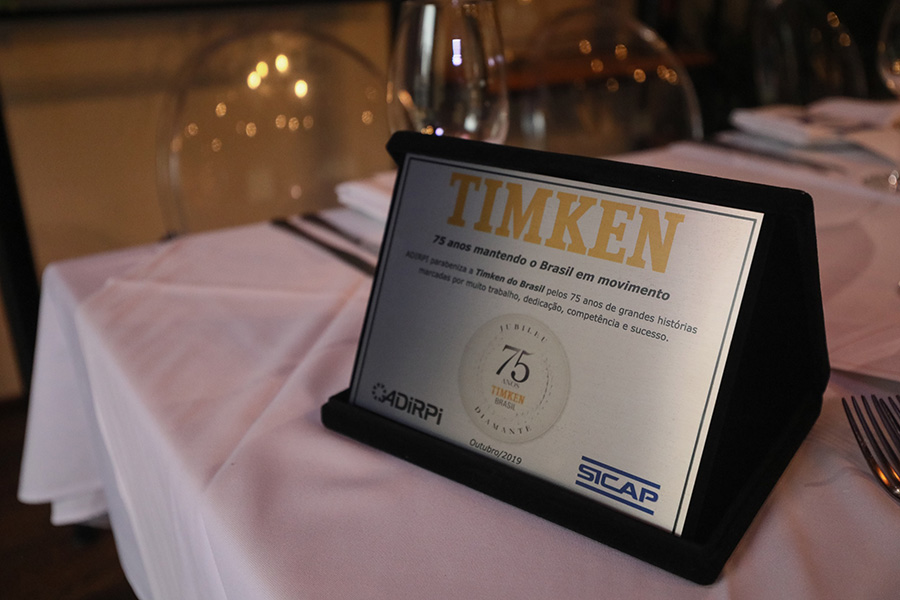 TIMKEN
75 anos mantendo o Brasil em movimento
ADIRPI parabeniza a Timken do Brasil pelos 75 anos de grandes histórias
marcadas por muito trabalho, dedicação, competência e sucesso.
JUBILEU
75
ANOS
TIMKEN
BRASIL
DIAMANTE
ADiRPi
Outubro/2019
SICAP